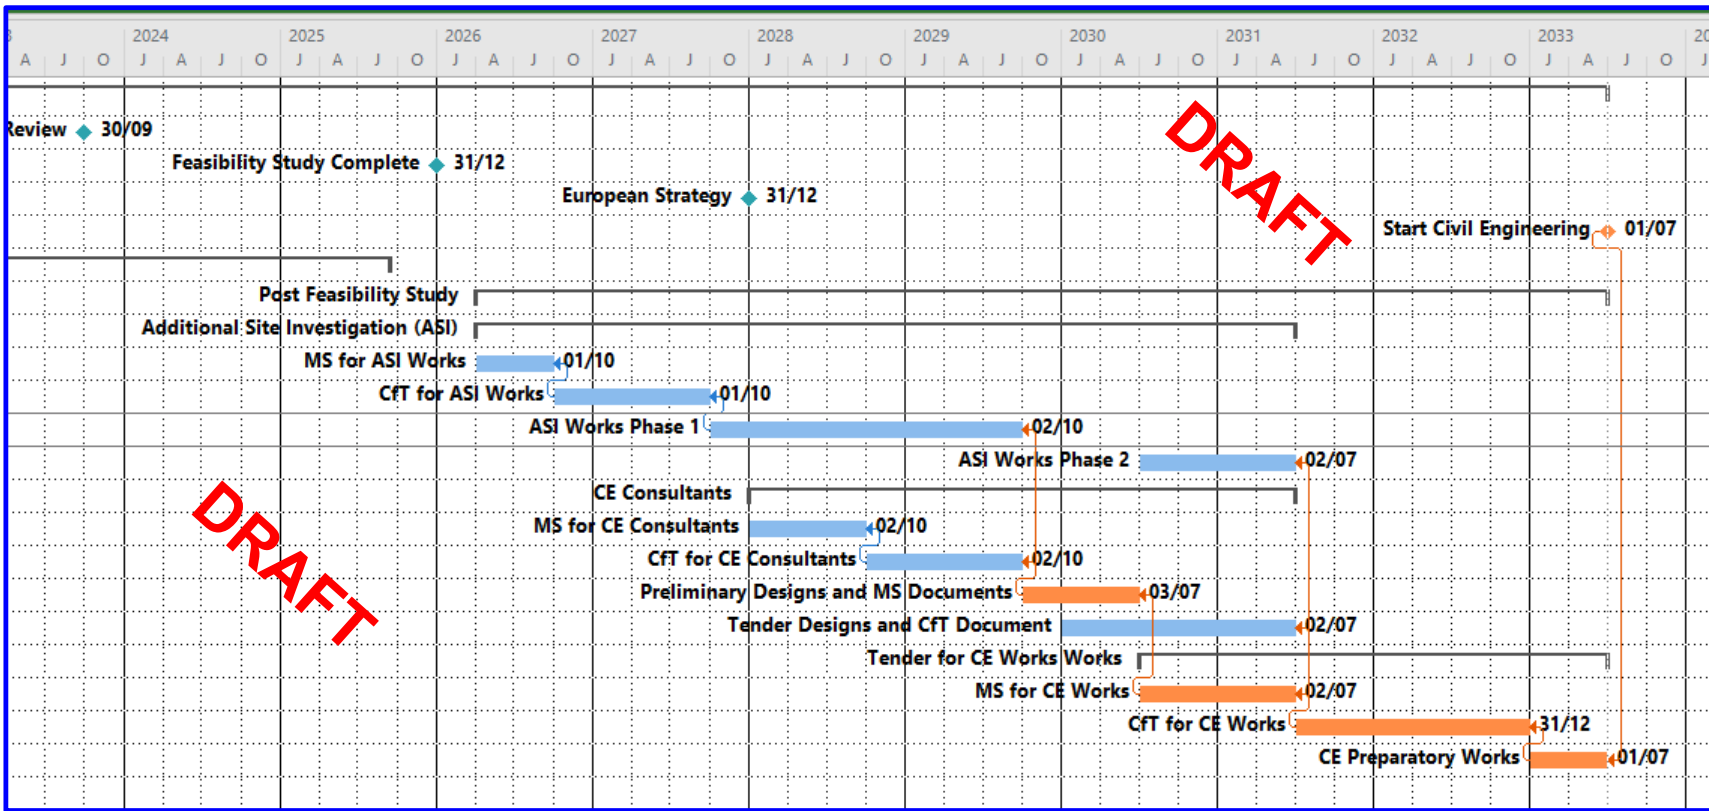 3 2024 2025 2026 2027 2028 2029 2030 2031 2032 2033 20
A J O J A J O J A J O J A J O J A J O J A J O J A J O J A J O J A J O J A J O J A J O J
Review 30/09
Feasibility Study Complete 31/12
European Strategy 31/12
Start Civil Engineering 01/07
Post Feasibility Study
Additional Site Investigation (ASI)
MS for ASI Works 01/10
CfT for ASI Works 01/10
ASI Works Phase 1 02/10
ASI Works Phase 2 02/07
CE Consultants
MS for CE Consultants 02/10
CfT for CE Consultants 02/10
Preliminary Designs and MS Documents 03/07
Tender Designs and CfT Document 02/07
Tender for CE Works Works
MS for CE Works 02/07
CfT for CE Works 31/12
CE Preparatory Works 01/07
DRAFT
DRAFT